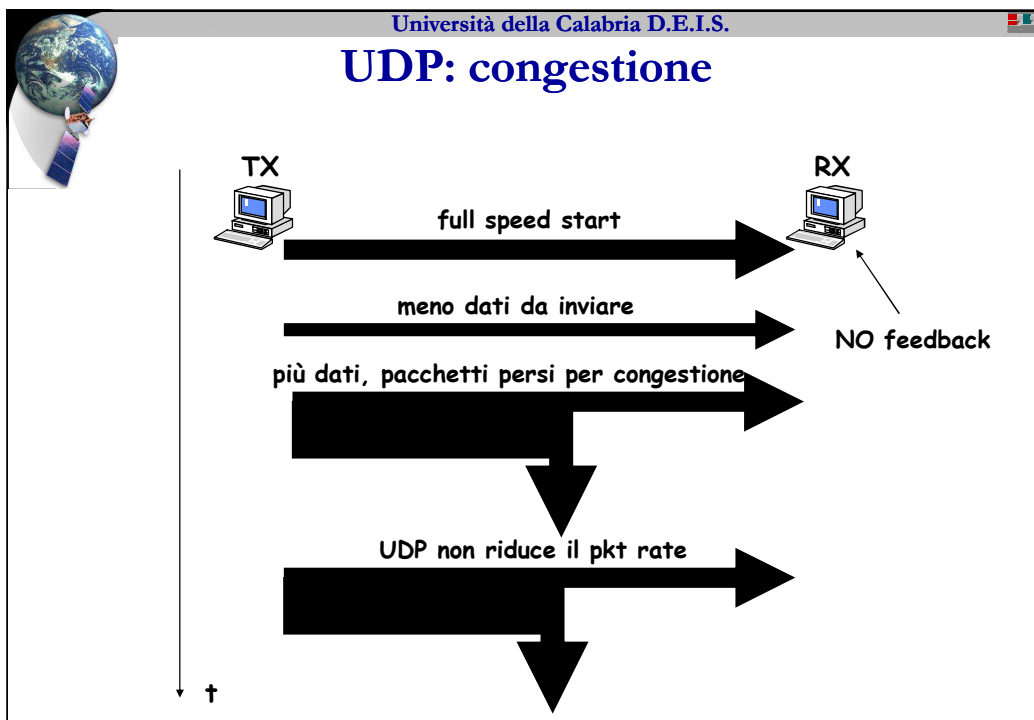 Università della Calabria D.E.I.S.
UDP: congestione
TX
RX
full speed start
meno dati da inviare
NO feedback
più dati, pacchetti persi per congestione
UDP non riduce il pkt rate
t